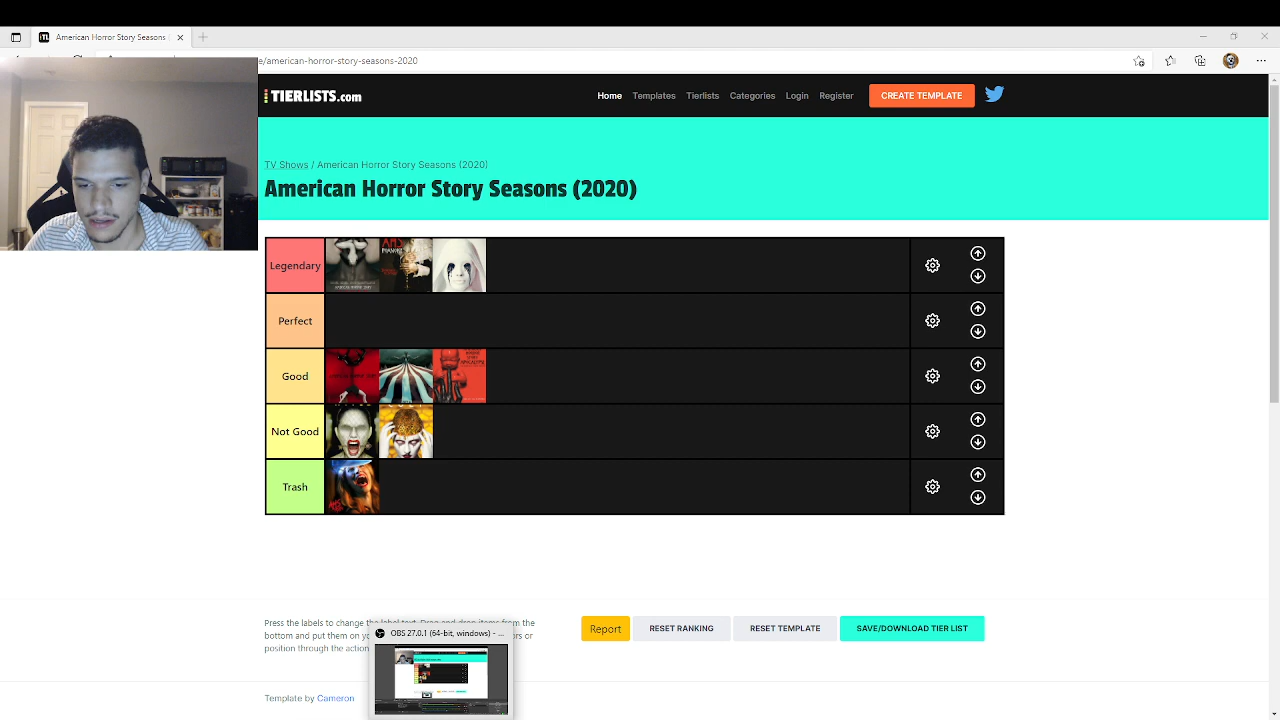 American Horror Story Seasons (
e/american-horror-story-seasons-2020
TIERLISTS.com
Home Templates Tierlists Categories Login Register CREATE TEMPLATE
TV Shows / American Horror Story Seasons (2020)
American Horror Story Seasons (2020)
Legendary
Perfect
Good
Not Good
Trash
Press the labels to change the label text. Drag and drop items from the
bottom and put them on yo
ors or
position through the action
Report
RESET RANKING
RESET TEMPLATE
SAVE/DOWNLOAD TIER LIST
OBS 27.0.1 (64-bit, windows) - ...
Template by Cameron